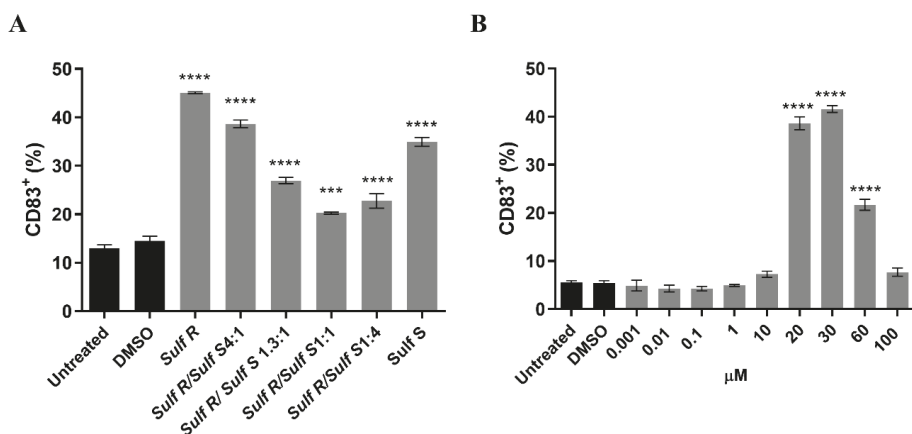 A
CD83+ (%)
50
40
30
20
10
0
****
****
****
***
****
****
Untreated
DMSO
Sulf R
Sulf R/Sulf S4:1
Sulf R/ Sulf S 1.3:1
Sulf R/Sulf S1:1
Sulf R/Sulf S1:4
Sulf S
B
CD83+ (%)
50
40
30
20
10
0
****
****
****
Untreated
DMSO
0.001
0.01
0.1
1
10
20
30
60
100
μM